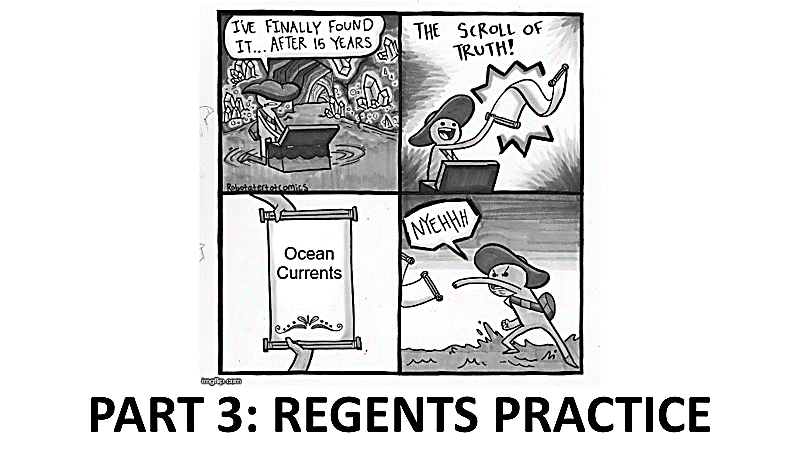 I'VE FINALLY FOUND
IT... AFTER 15 YEARS
Robotatertotcomics
THE SCROLL OF
TRUTH!
Ocean
Currents
NYEHHH
imgflip.com
PART 3: REGENTS PRACTICE